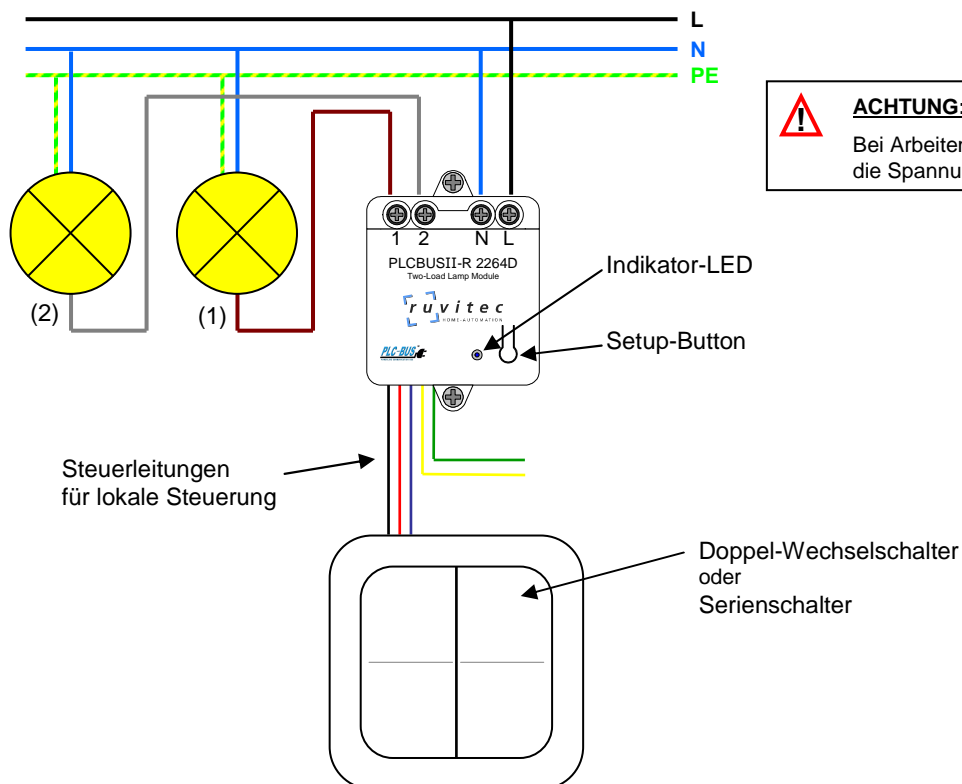 L
N
PE
ACHTUNG:
Bei Arbeiten
die Spannu
(2)
(1)
1 2 N L
PLCBUSII-R 2264D
Two-Load Lamp Module
ruvitec
HOME-AUTOMATION
PLC-BUS
Indikator-LED
Setup-Button
Steuerleitungen
für lokale Steuerung
Doppel-Wechselschalter
oder
Serienschalter